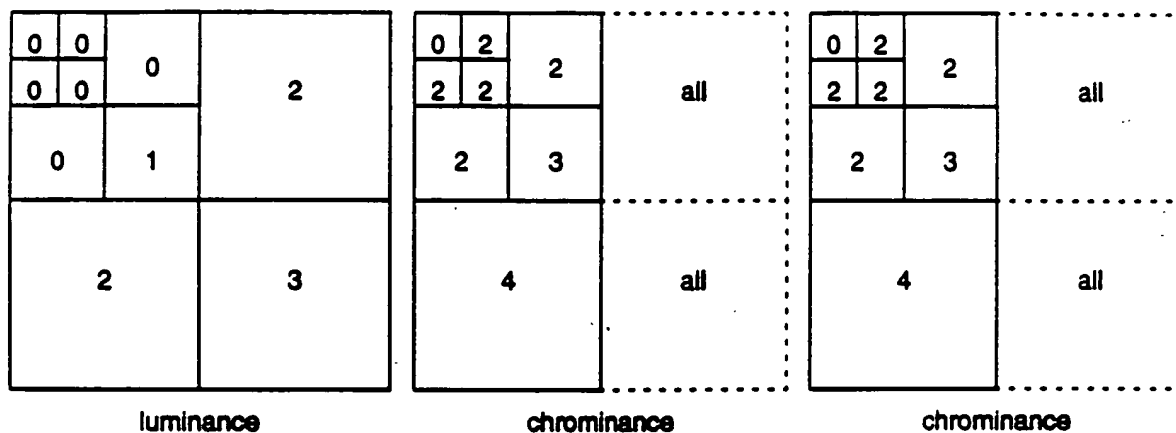 0 0 0 2 0 2 2 all 0 2 2 all
0 0 2 2 2 2
0 1 2 3 2 3
2 3 4 all 4 all
luminance chrominance chrominance